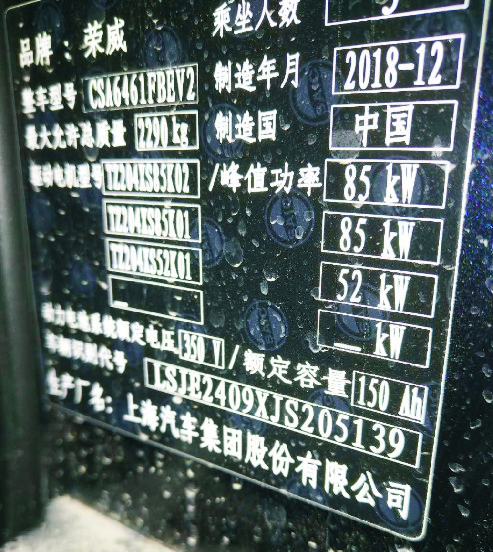 品牌：荣威
乘坐人数 5
整车型号 CSA6461FBEV2 制造年月 2018-12
最大允许总质量 2290 kg 制造国 中国
驱动电机型号 TZ204XS85K02 /峰值功率 85 kW
TZ204XS85K01 85 kW
TZ204XS52K01 52 kW
— — kW
动力电池系统额定电压 350 V / 额定容量 150 Ah
车辆识别代号 LSJE2409XJS205139
生产厂名：上海汽车集团股份有限公司